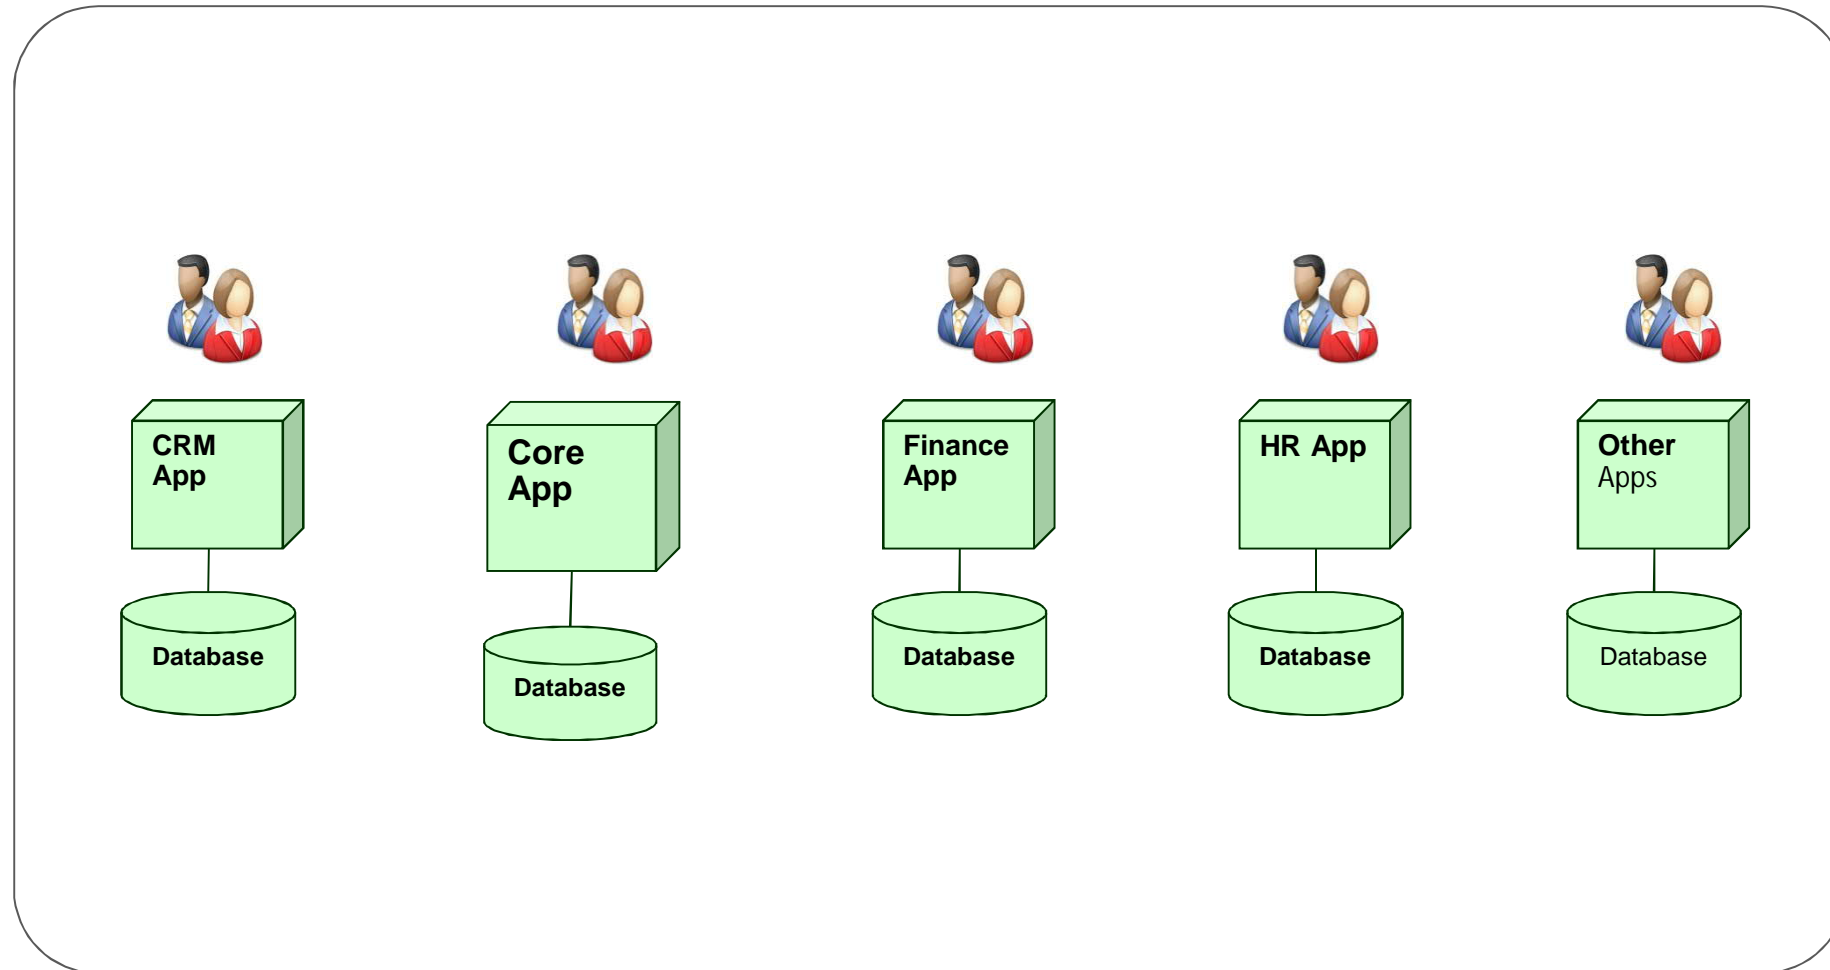 CRM
App
Core
App
Finance
App
HR App
Other
Apps
Database
Database
Database
Database
Database